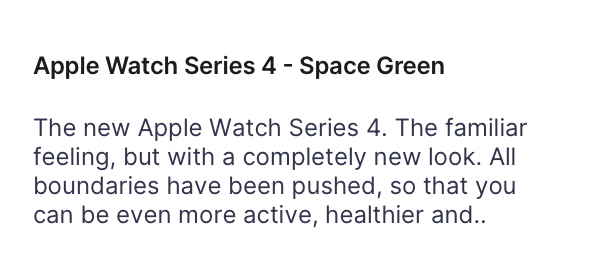 Apple Watch Series 4 - Space Green
The new Apple Watch Series 4. The familiar
feeling, but with a completely new look. All
boundaries have been pushed, so that you
can be even more active, healthier and..